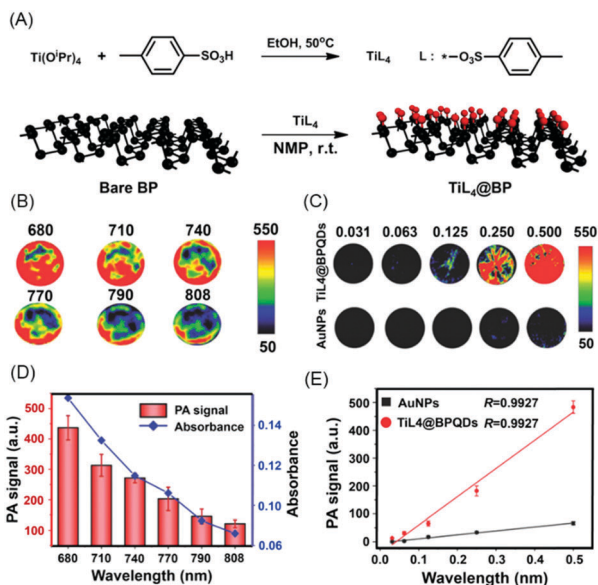 (A)
Ti(OiPr)4 + SO3H EtOH, 50oC TiL4 L : *−O3S
TiL4
NMP, r.t.
Bare BP TiL4@BP
(B)
680 710 740
770 790 808
550
50
(C)
0.031 0.063 0.125 0.250 0.500
TiL4@BPQDs
AuNPs
550
50
(D)
PA signal (a.u.)
500
400
300
200
100
PA signal
Absorbance
0.14
0.12
0.10
0.08
0.06
Absorbance
680 710 740 770 790 808
Wavelength (nm)
(E)
PA signal (a.u.)
500
400
300
200
100
0
AuNPs R=0.9927
TiL4@BPQDs R=0.9927
0.0 0.1 0.2 0.3 0.4 0.5
Wavelength (nm)